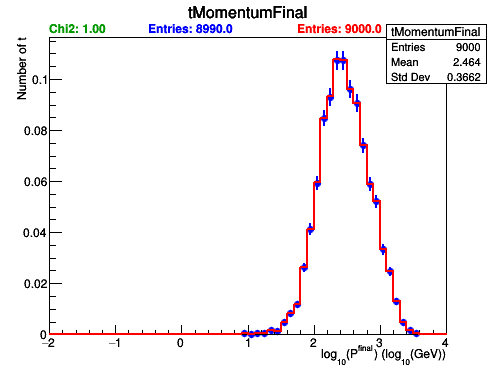 tMomentumFinal
Chi2: 1.00 Entries: 8990.0 Entries: 9000.0
tMomentumFinal
Entries 9000
Mean 2.464
Std Dev 0.3662
Number of t
0.1
0.08
0.06
0.04
0.02
0
−2 −1 0 1 2 3 4
log10(Pfinal) (log10(GeV))